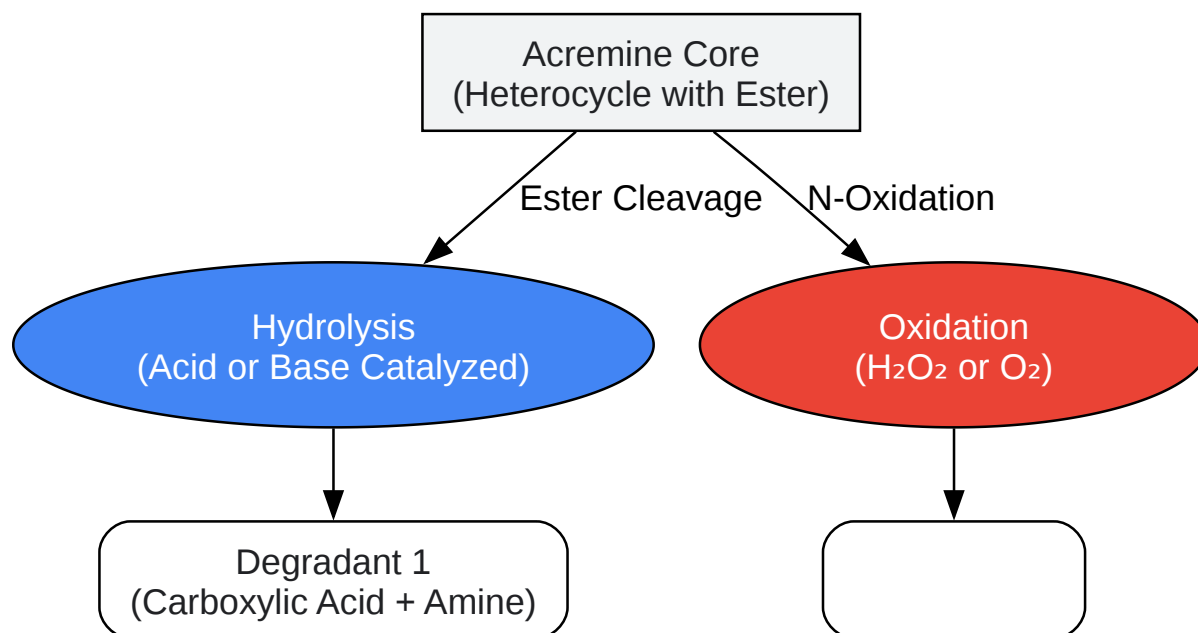 Acremine Core
(Heterocycle with Ester)
Ester Cleavage
N-Oxidation
Hydrolysis
(Acid or Base Catalyzed)
Oxidation
(H₂O₂ or O₂)
Degradant 1
(Carboxylic Acid + Amine)